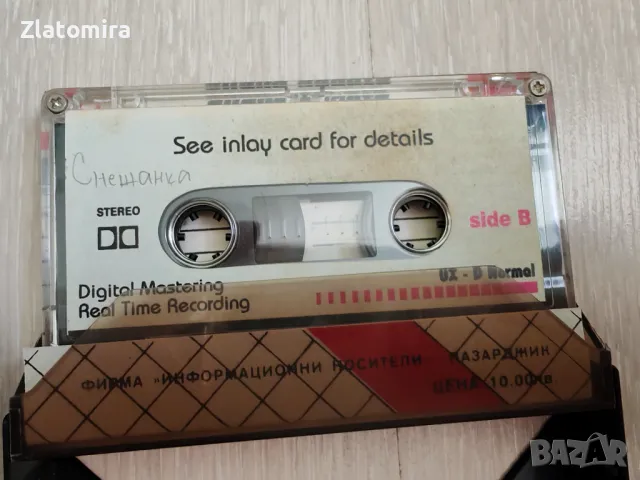 Zlatomira
See inlay card for details
Снежанка
STEREO
side B
UX - D Normal
Digital Mastering
Real Time Recording
ФИРМА "ИНФОРМАЦИОННИ НОСИТЕЛИ" ПАЗАРДЖИК
ЦЕНА 10.00лв
BAZAR
bg